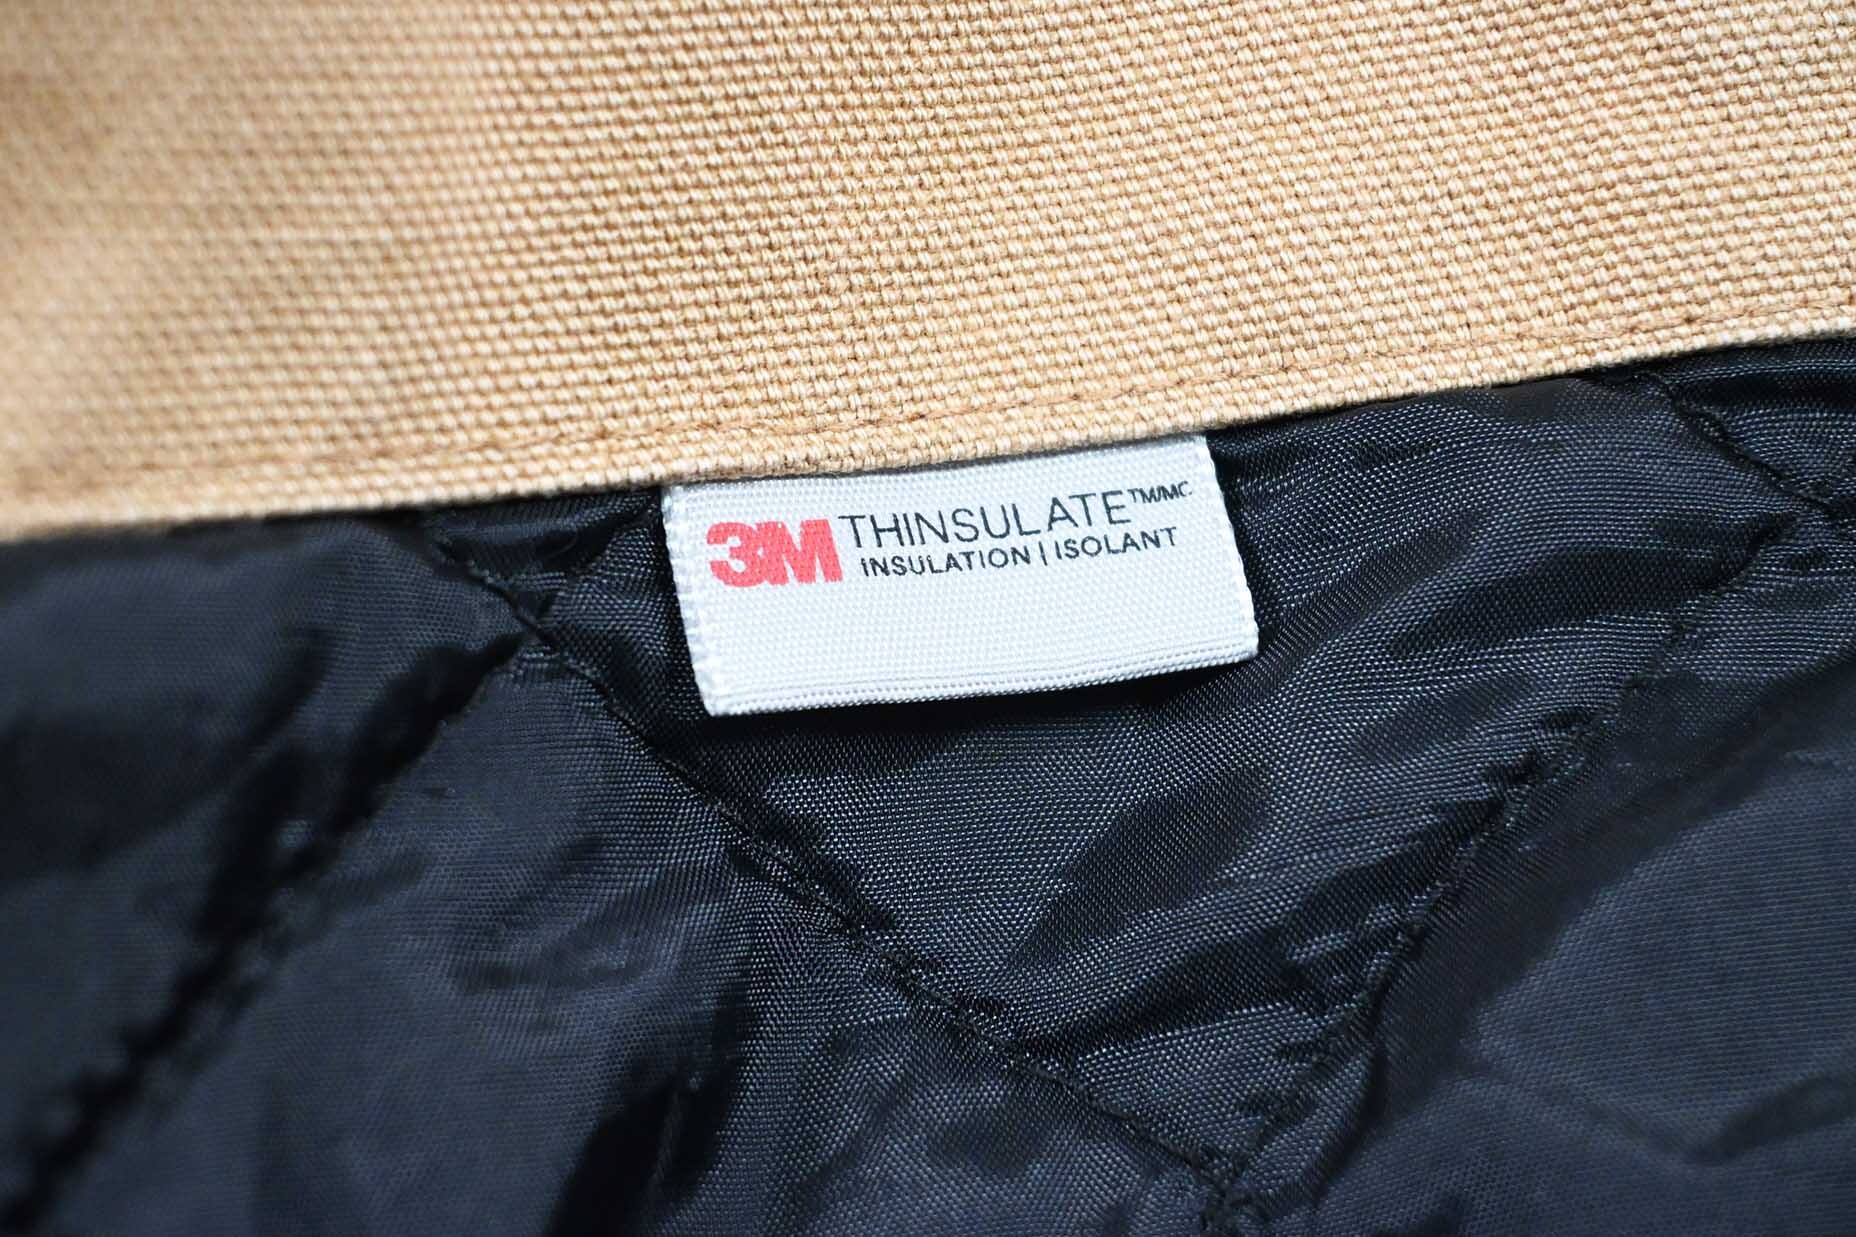 3M THINSULATE™/MC
INSULATION | ISOLANT